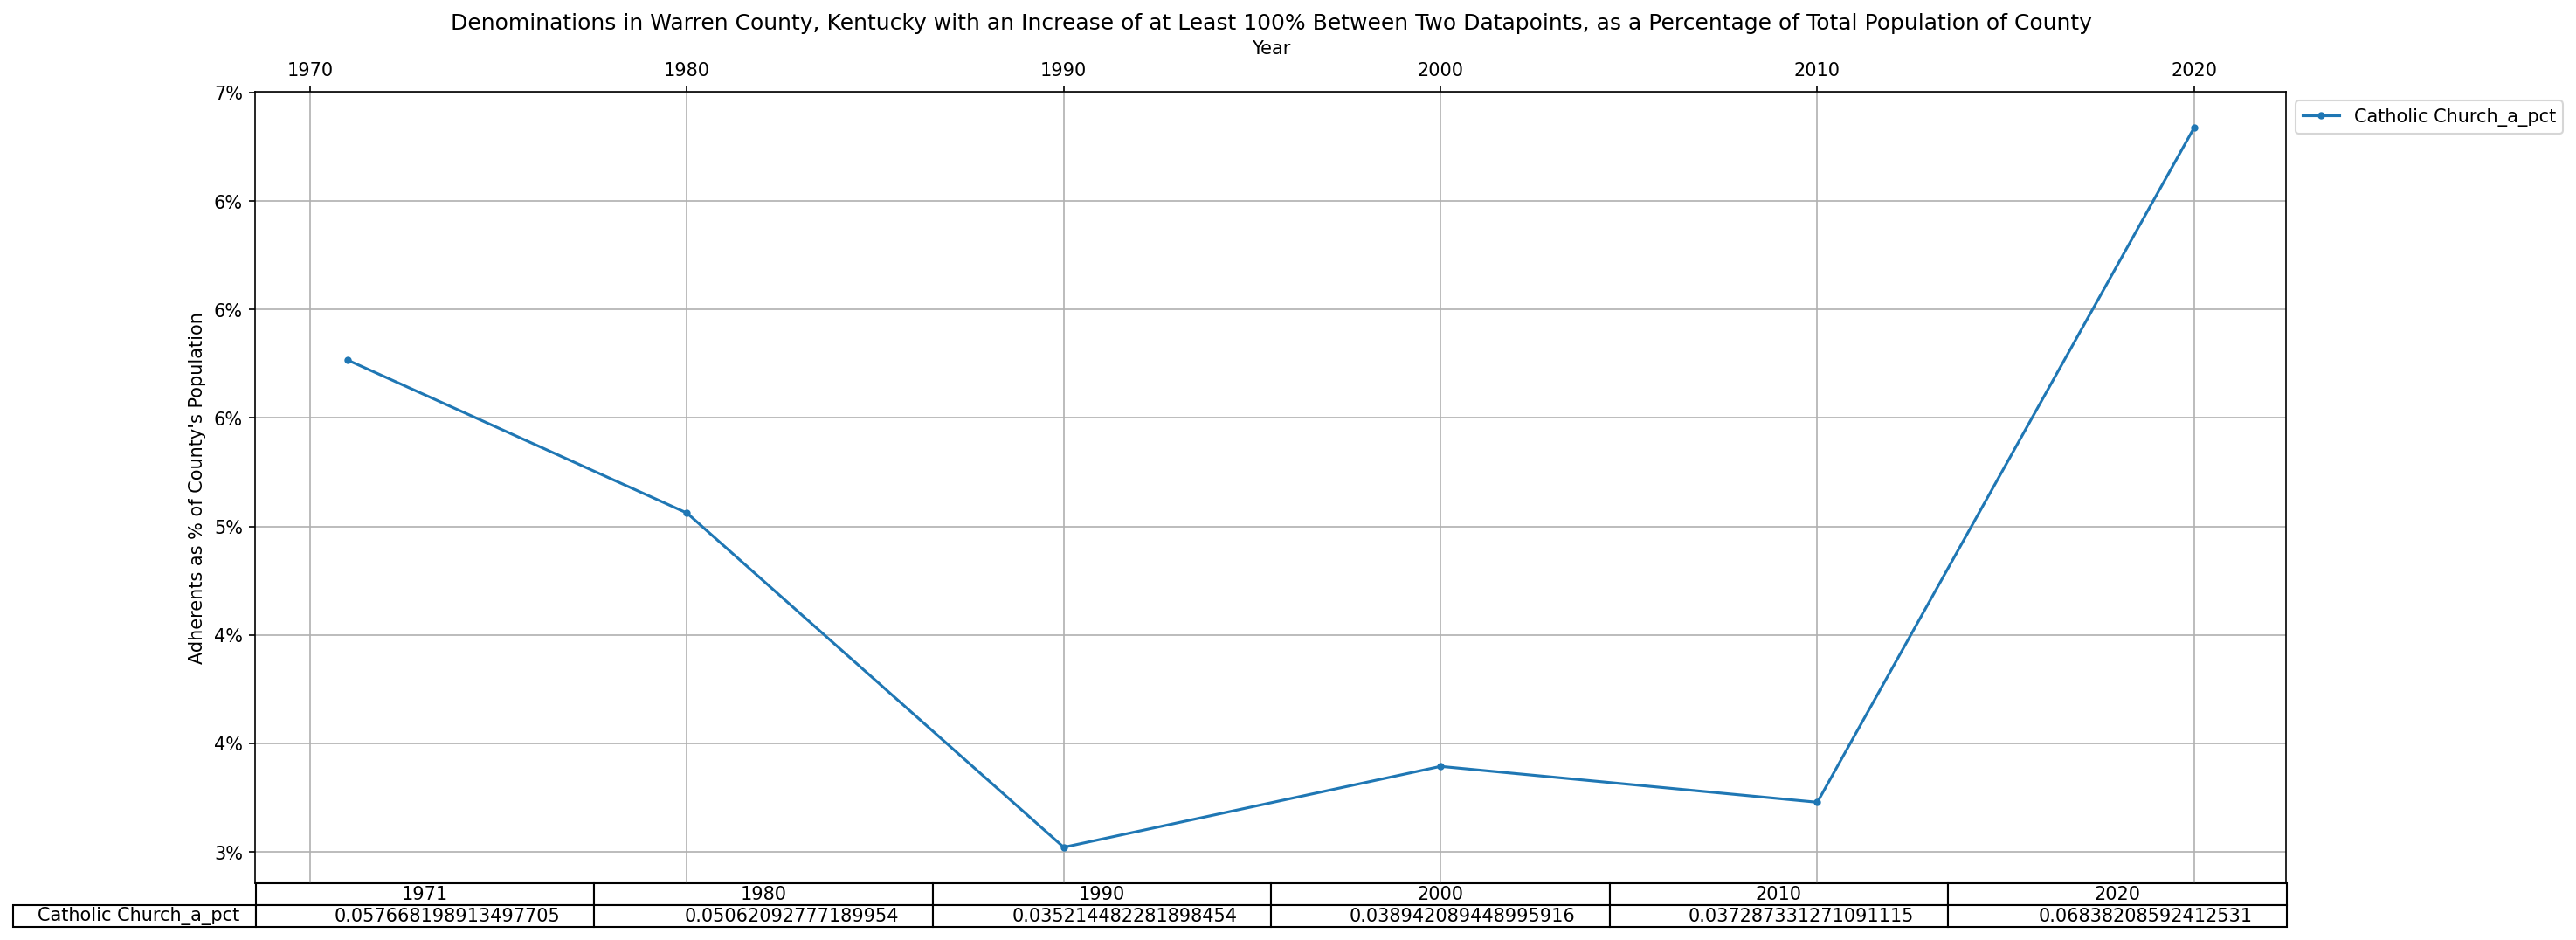 Denominations in Warren County, Kentucky with an Increase of at Least 100% Between Two Datapoints, as a Percentage of Total Population of County
Year
1970 1980 1990 2000 2010 2020
7%
6%
6%
6%
5%
4%
4%
3%
Adherents as % of County's Population
Catholic Church_a_pct
1971 1980 1990 2000 2010 2020
Catholic Church_a_pct 0.057668198913497705 0.05062092777189954 0.035214482281898454 0.038942089448995916 0.0372873312710911​15 0.06838208592412531